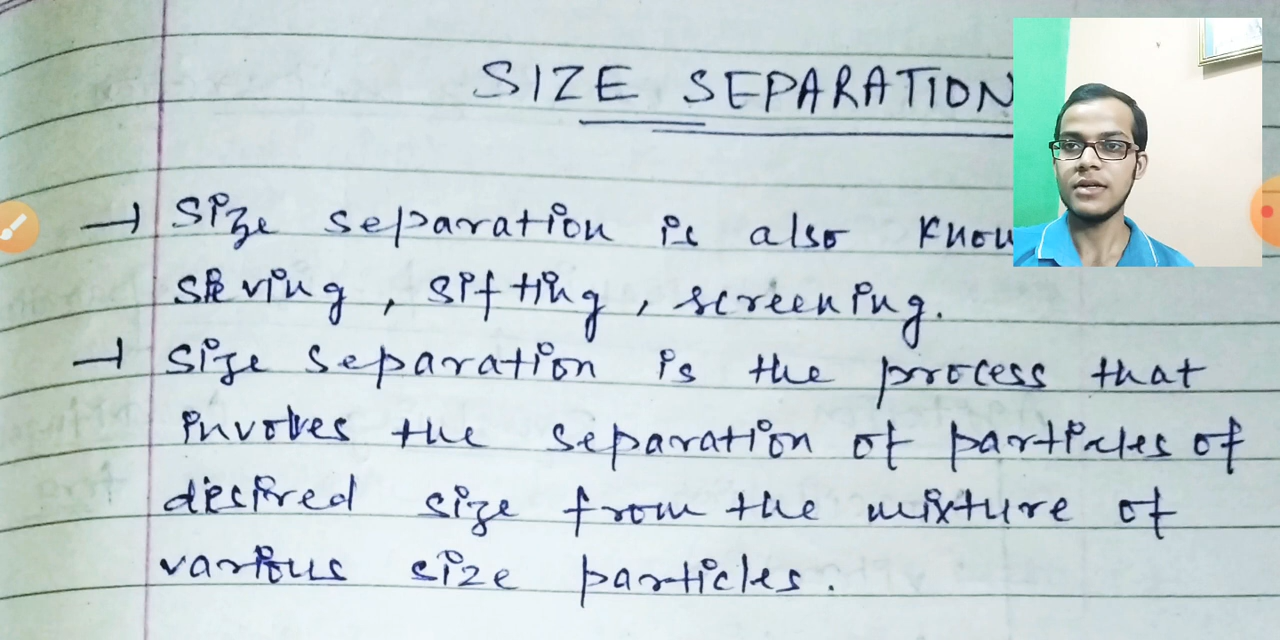 SIZE SEPARATION
→ Size separation is also know
sieving, sifting, screening.
→ Size separation is the process that
involves the separation of particles of
desired size from the mixture of
various size particles.